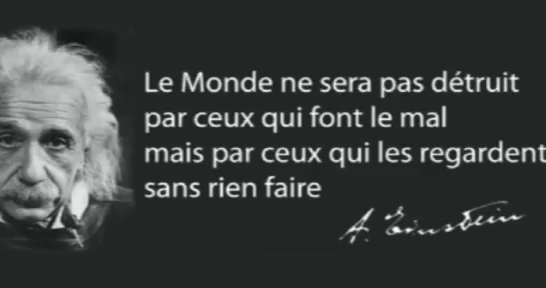 Le Monde ne sera pas détruit
par ceux qui font le mal
mais par ceux qui les regardent
sans rien faire
A. Einstein